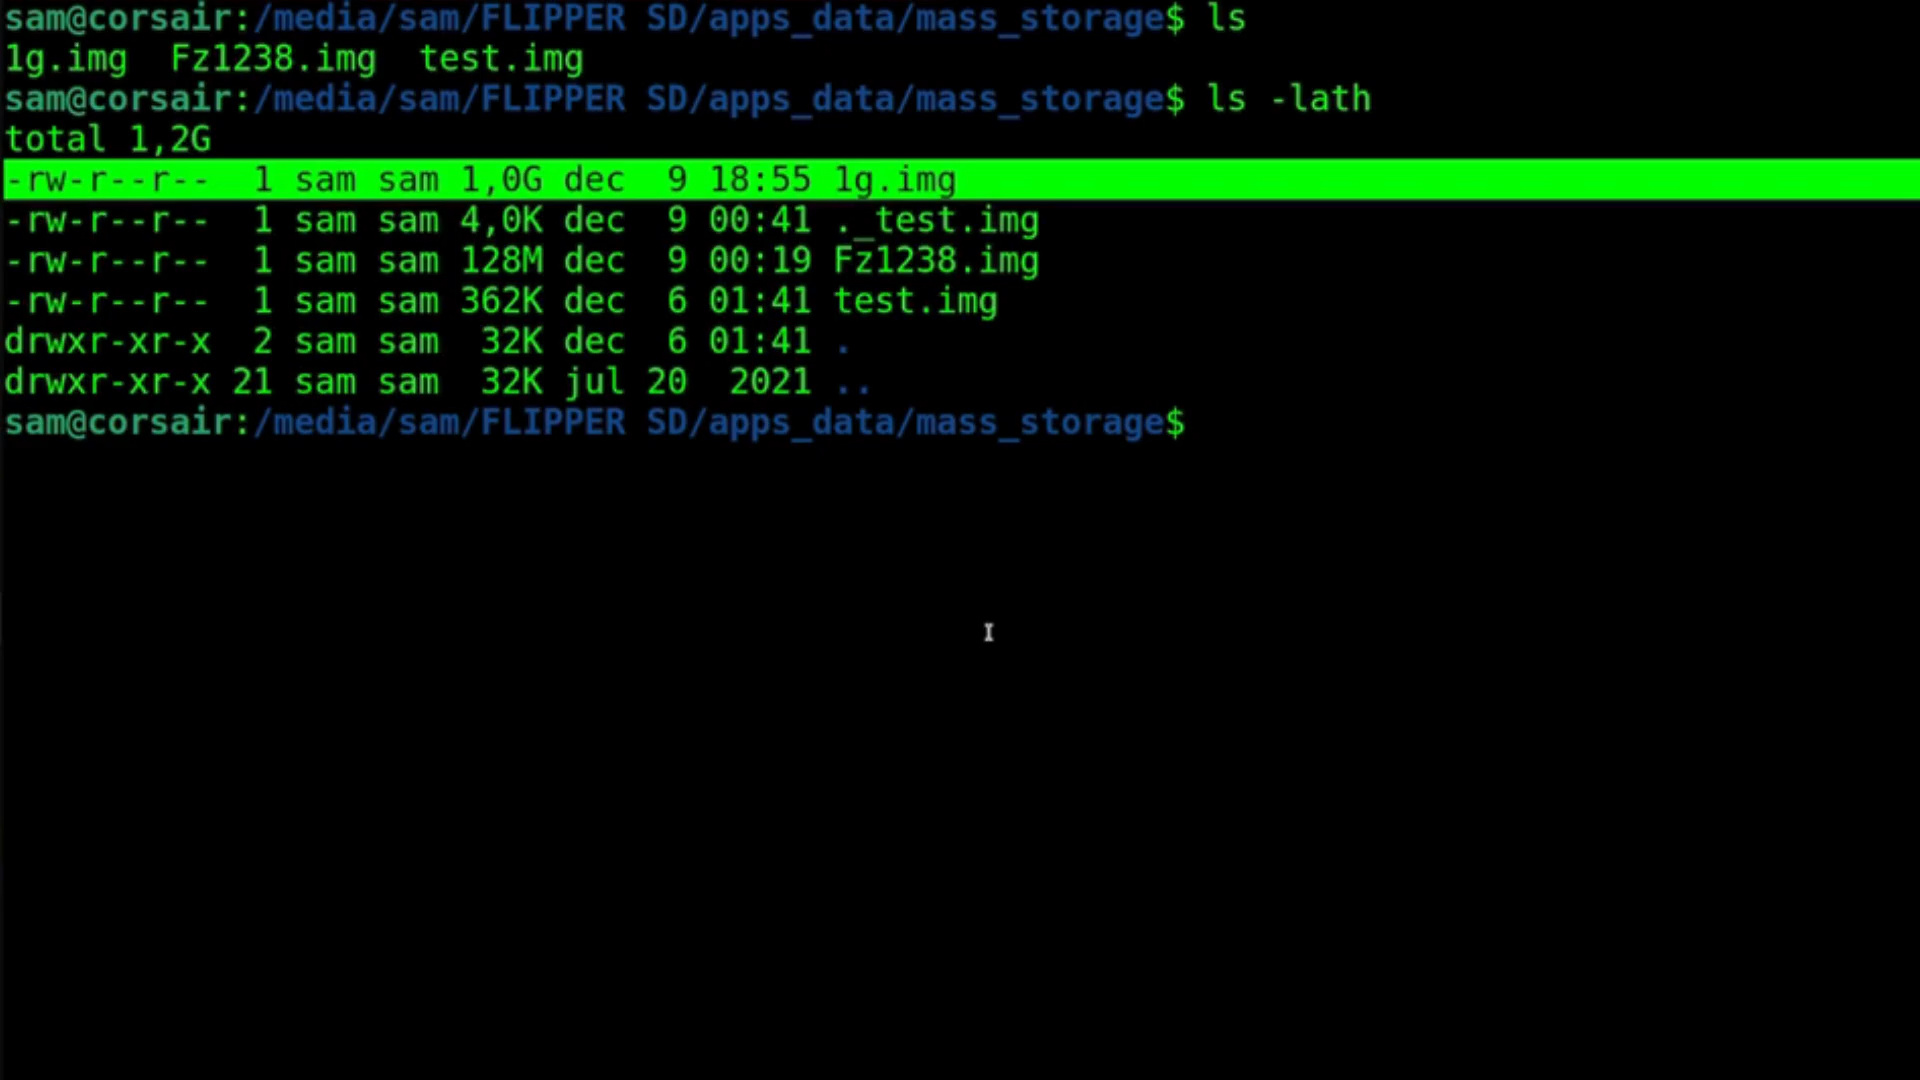 sam@corsair:/media/sam/FLIPPER SD/apps_data/mass_storage$ ls
1g.img  Fz1238.img  test.img
sam@corsair:/media/sam/FLIPPER SD/apps_data/mass_storage$ ls -lath
total 1,2G
-rw-r--r--  1 sam sam 1,0G dec  9 18:55 1g.img
-rw-r--r--  1 sam sam 4,0K dec  9 00:41 ._test.img
-rw-r--r--  1 sam sam 128M dec  9 00:19 Fz1238.img
-rw-r--r--  1 sam sam 362K dec  6 01:41 test.img
drwxr-xr-x  2 sam sam  32K dec  6 01:41 .
drwxr-xr-x 21 sam sam  32K jul 20  2021 ..
sam@corsair:/media/sam/FLIPPER SD/apps_data/mass_storage$